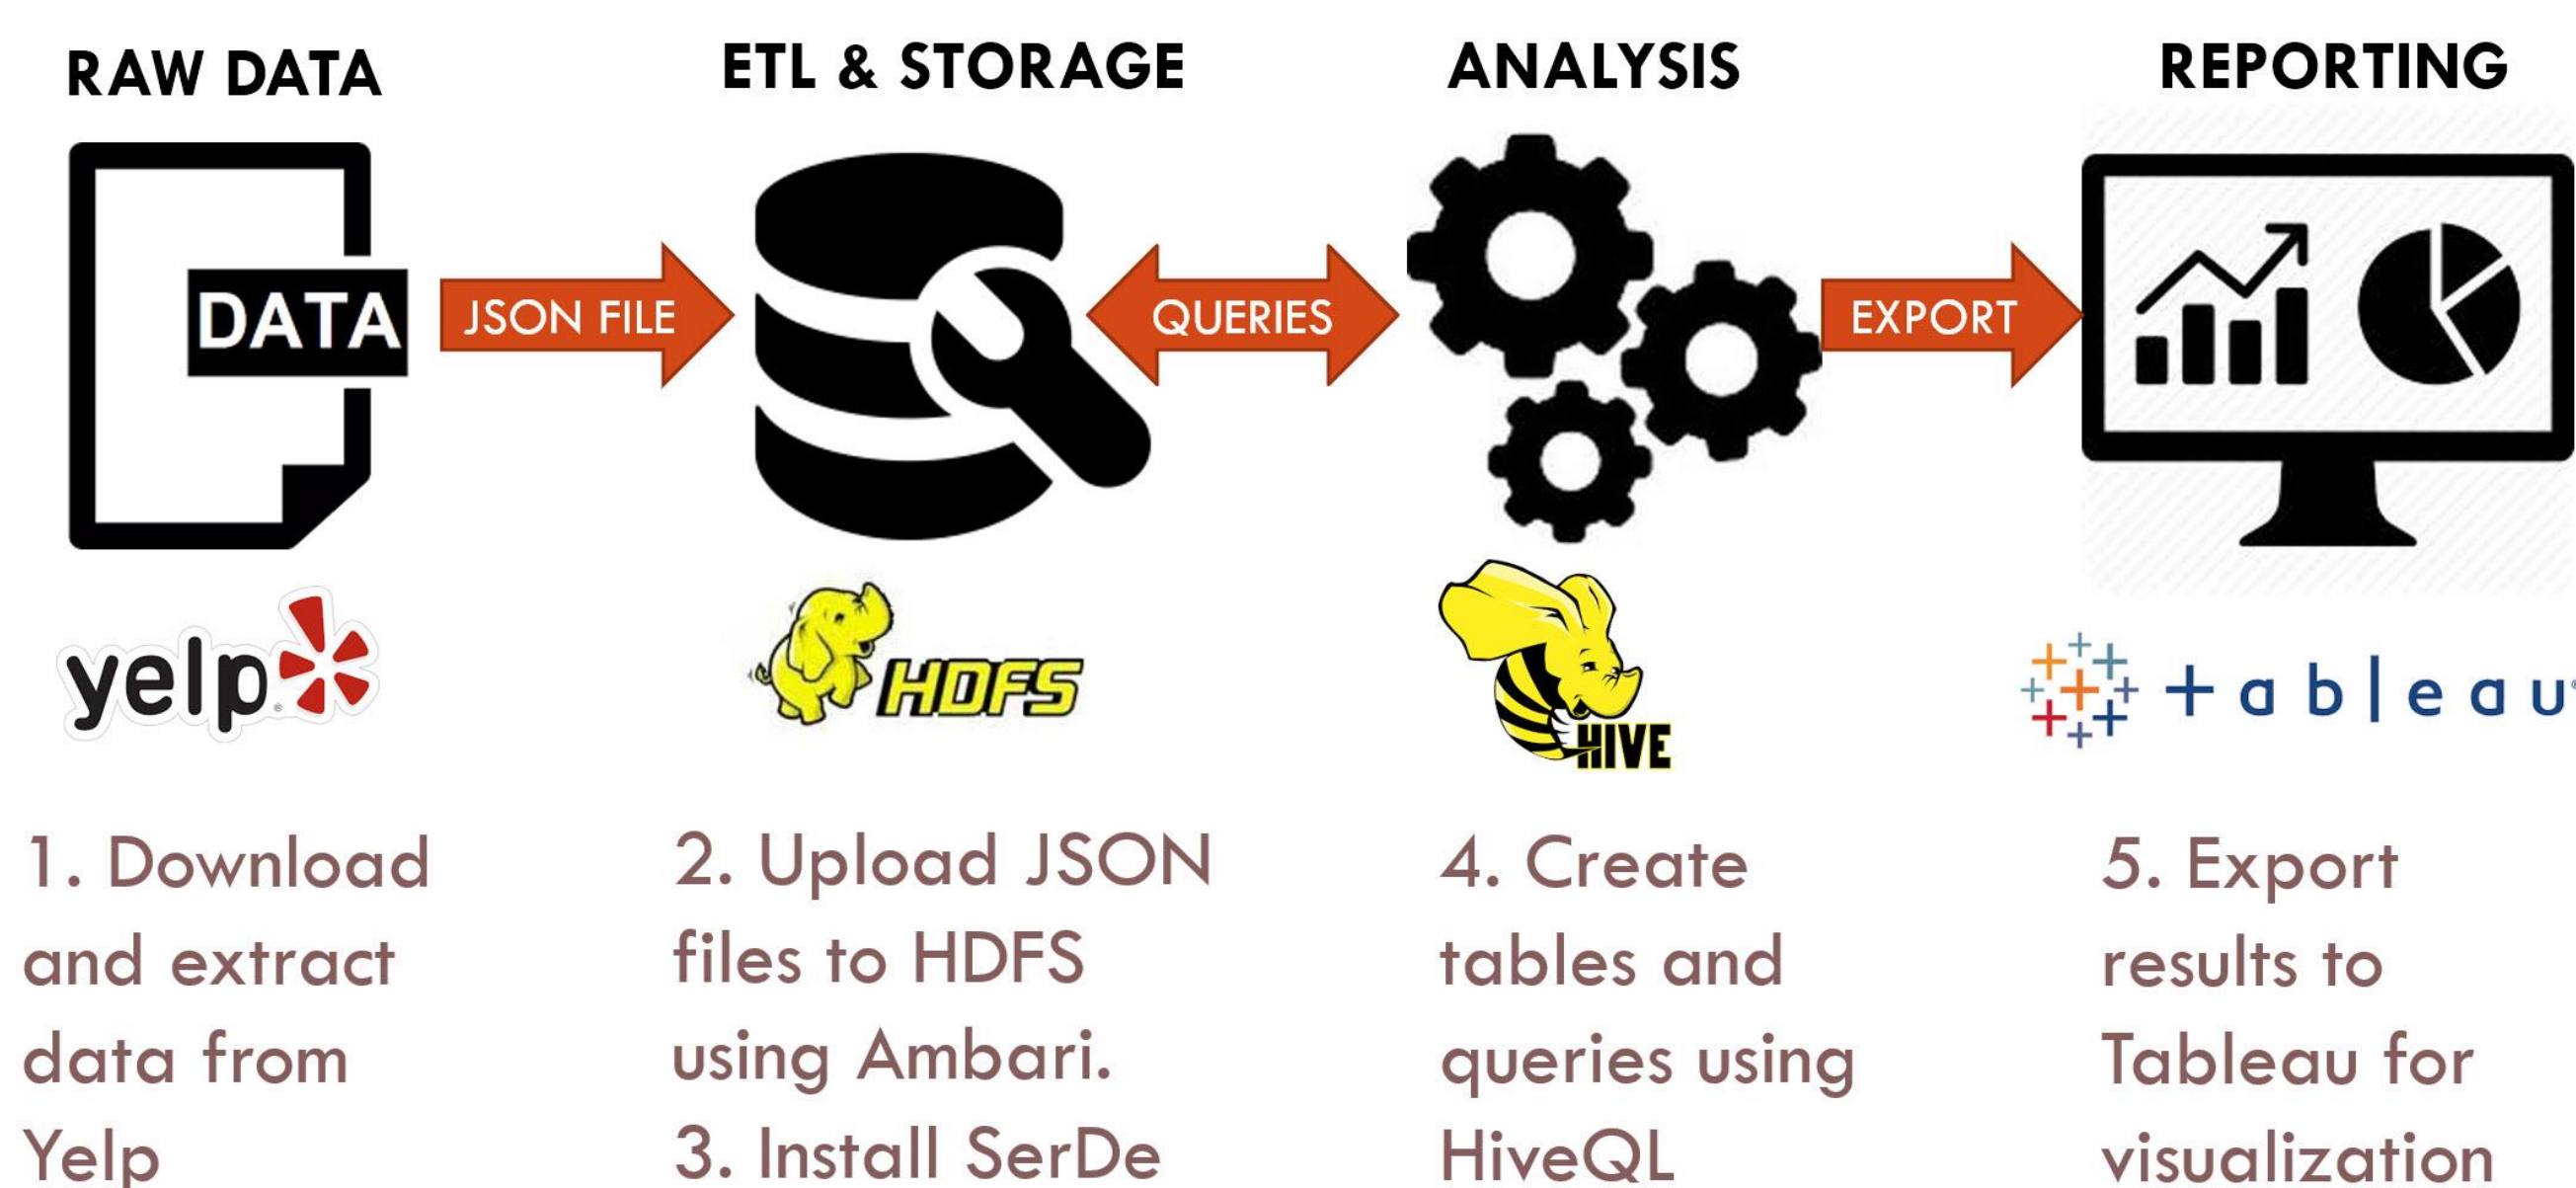 RAW DATA
ETL & STORAGE
ANALYSIS
REPORTING
DATA
JSON FILE
QUERIES
EXPORT
yelp
HDFS
HIVE
+ableau
1. Download
and extract
data from
Yelp
2. Upload JSON
files to HDFS
using Ambari.
3. Install SerDe
4. Create
tables and
queries using
HiveQL
5. Export
results to
Tableau for
visualization